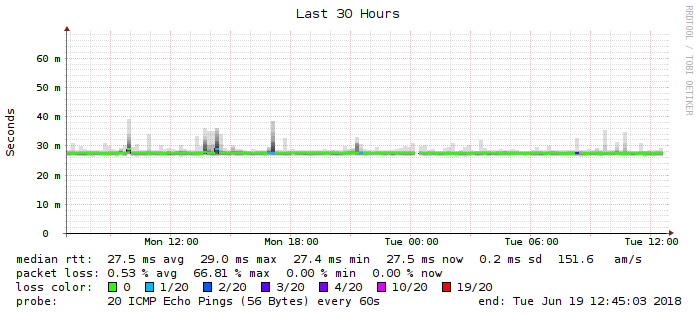 Last 30 Hours
RRDTOOL / TOBI OETIKER
Seconds
60 m
50 m
40 m
30 m
20 m
10 m
0
Mon 12:00 Mon 18:00 Tue 00:00 Tue 06:00 Tue 12:00
median rtt: 27.5 ms avg 29.0 ms max 27.4 ms min 27.5 ms now 0.2 ms sd 151.6 am/s
packet loss: 0.53 % avg 66.81 % max 0.00 % min 0.00 % now
loss color: 0 1/20 2/20 3/20 4/20 10/20 19/20
probe: 20 ICMP Echo Pings (56 Bytes) every 60s end: Tue Jun 19 12:45:03 2018